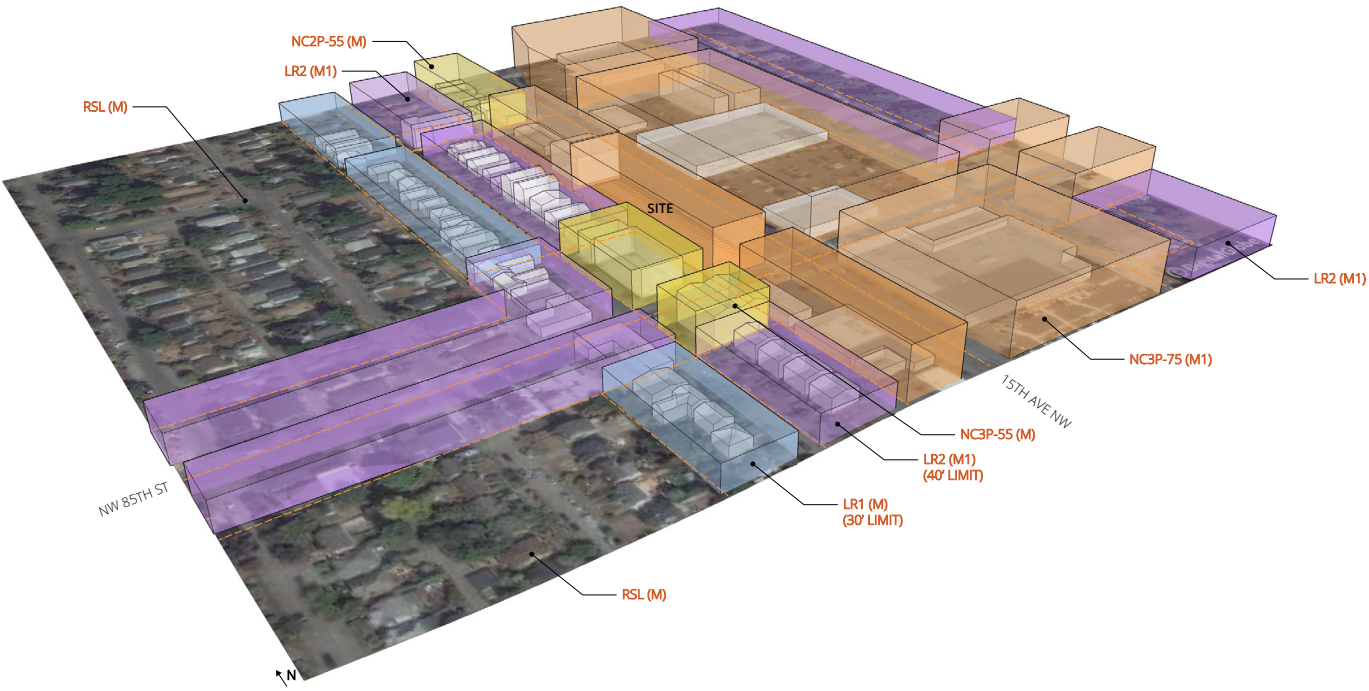 NC2P-55 (M)
LR2 (M1)
RSL (M)
SITE
LR2 (M1)
NC3P-75 (M1)
15TH AVE NW
NC3P-55 (M)
LR2 (M1)
(40' LIMIT)
NW 85TH ST
LR1 (M)
(30' LIMIT)
RSL (M)
N